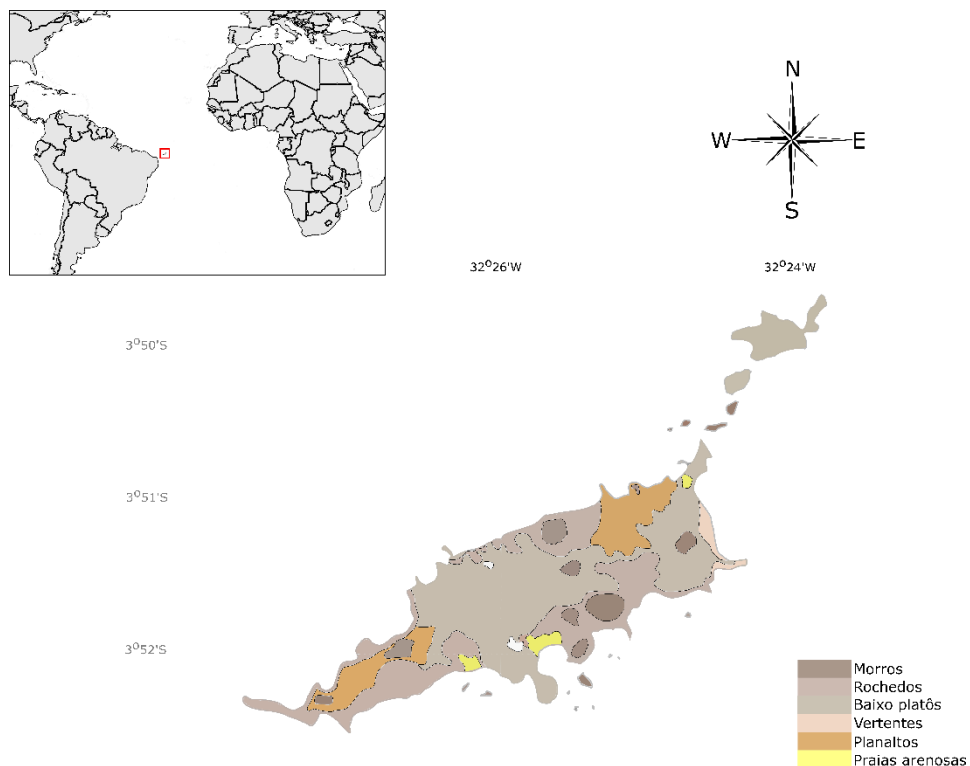 N
W E
S
32°26'W 32°24'W
3°50'S
3°51'S
3°52'S
Morros
Rochedos
Baixo platôs
Vertentes
Planaltos
Praias arenosas